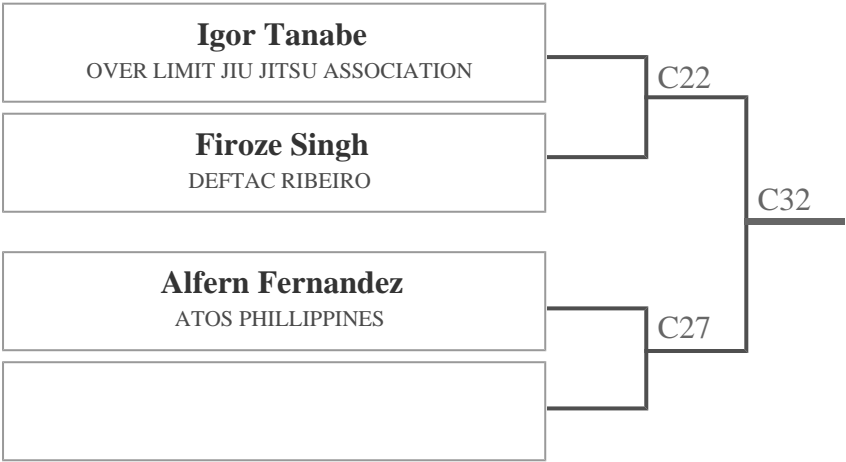 Igor Tanabe
OVER LIMIT JIU JITSU ASSOCIATION
C22
Firoze Singh
DEFTAC RIBEIRO
C32
Alfern Fernandez
ATOS PHILLIPPINES
C27